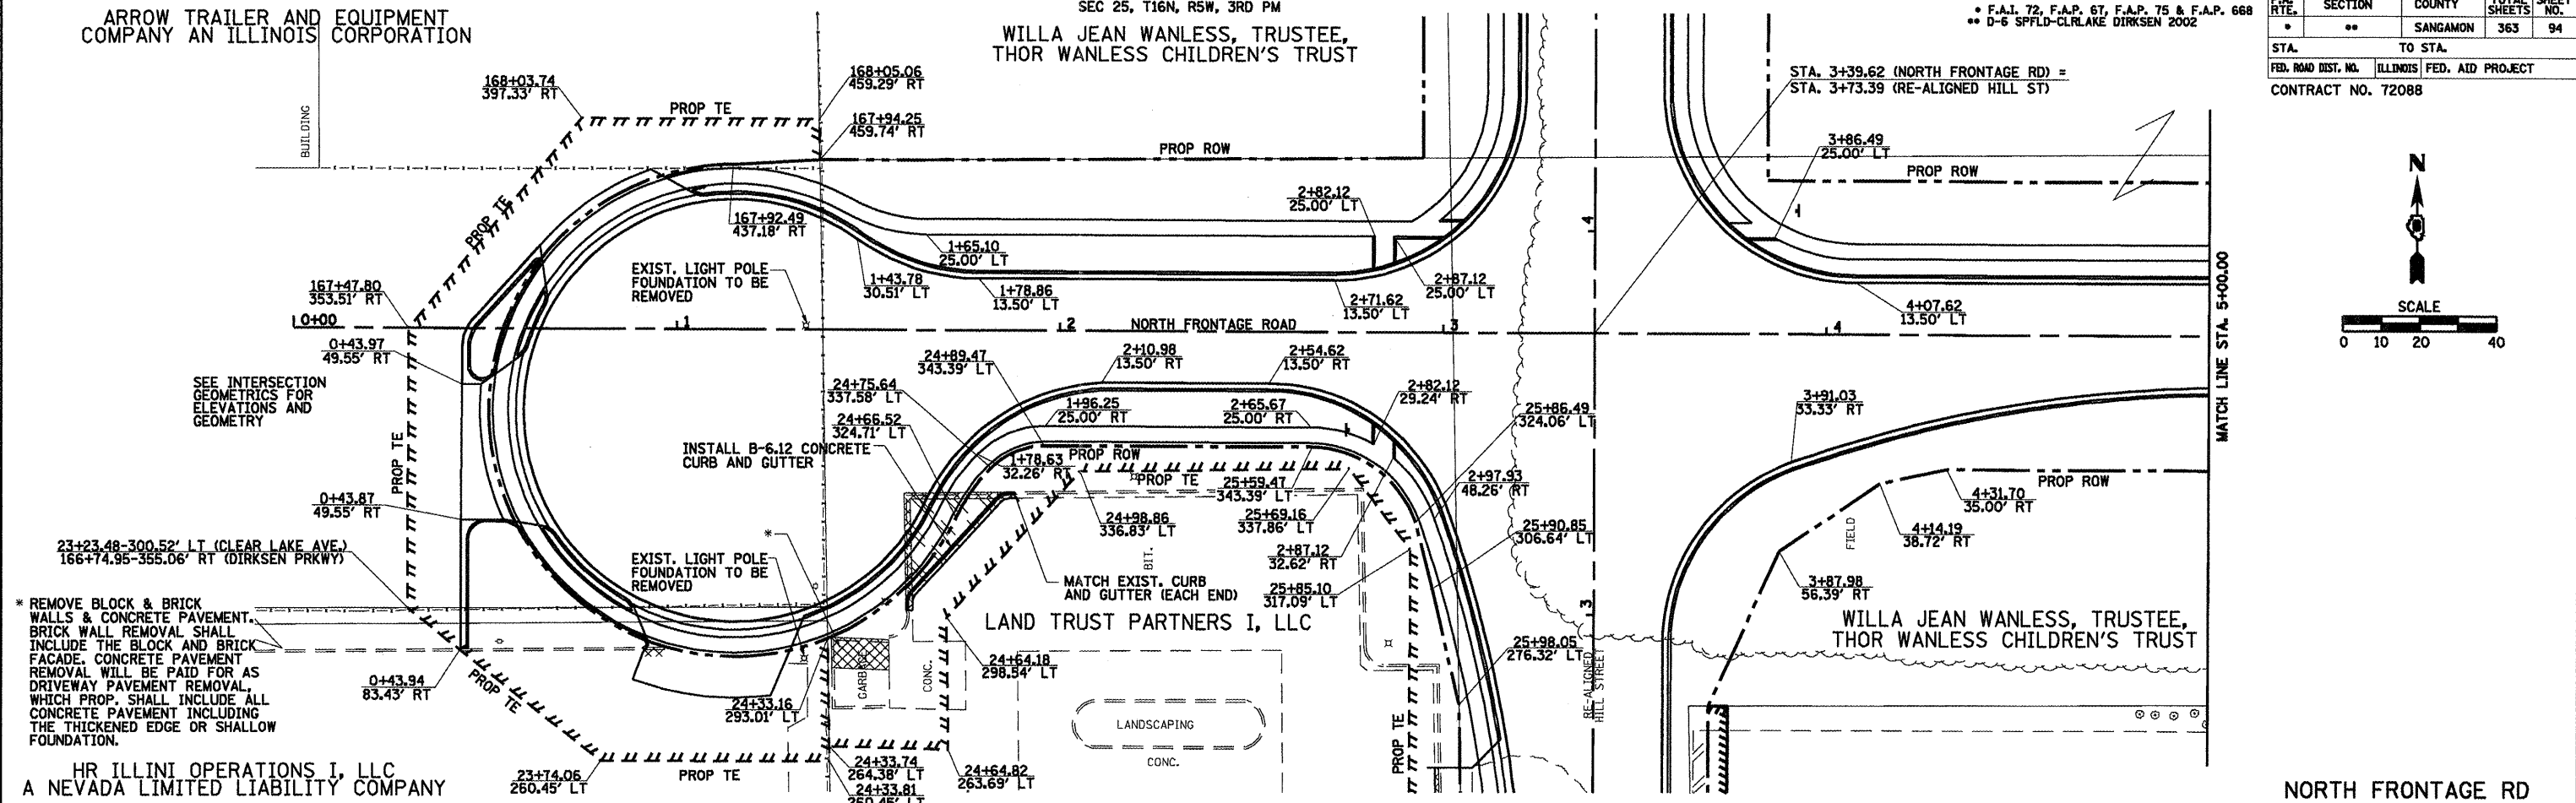 ARROW TRAILER AND EQUIPMENT
COMPANY AN ILLINOIS CORPORATION
SEC 25, T16N, R5W, 3RD PM
WILLA JEAN WANLESS, TRUSTEE,
THOR WANLESS CHILDREN'S TRUST
• F.A.I. 72, F.A.P. 67, F.A.P. 75 & F.A.P. 668
•• D-6 SPFLD-CLRLAKE DIRKSEN 2002
RTE. SECTION COUNTY TOTAL SHEETS SHEET NO.
• •• SANGAMON 363 94
STA. TO STA.
FED. ROAD DIST. NO. ILLINOIS FED. AID PROJECT
CONTRACT NO. 72088
STA. 3+39.62 (NORTH FRONTAGE RD) =
STA. 3+73.39 (RE-ALIGNED HILL ST)
BUILDING
168+03.74
397.33' RT
PROP TE
168+05.06
459.29' RT
167+94.25
459.74' RT
PROP ROW
3+86.49
25.00' LT
PROP ROW
N
PROP TE
167+92.49
437.18' RT
2+82.12
25.00' LT
4
1+65.10
25.00' LT
EXIST. LIGHT POLE
FOUNDATION TO BE
REMOVED
1+43.78
30.51' LT
1+78.86
13.50' LT
2+87.12
25.00' LT
2+71.62
13.50' LT
4+07.62
13.50' LT
167+47.80
353.51' RT
0+00
1
2
NORTH FRONTAGE ROAD
3
4
MATCH LINE STA. 5+00.00
SCALE
0 10 20 40
0+43.97
49.55' RT
SEE INTERSECTION
GEOMETRICS FOR
ELEVATIONS AND
GEOMETRY
24+89.47
343.39' LT
2+10.98
13.50' RT
2+54.62
13.50' RT
24+75.64
337.58' LT
2+82.12
29.24' RT
1+96.25
25.00' RT
2+65.67
25.00' RT
25+86.49
324.06' LT
3+91.03
33.33' RT
24+66.52
324.71' LT
INSTALL B-6.12 CONCRETE
CURB AND GUTTER
PROP ROW
1+78.63
32.26' RT
PROP TE
PROP TE
25+59.47
343.39' LT
2+97.93
48.26' RT
PROP ROW
4+31.70
35.00' RT
0+43.87
49.55' RT
24+98.86
336.83' LT
25+69.16
337.86' LT
25+90.85
306.64' LT
4+14.19
38.72' RT
FIELD
23+23.48-300.52' LT (CLEAR LAKE AVE.)
166+74.95-355.06' RT (DIRKSEN PRKWY)
*
EXIST. LIGHT POLE
FOUNDATION TO BE
REMOVED
BIT.
2+87.12
32.62' RT
MATCH EXIST. CURB
AND GUTTER (EACH END)
25+85.10
317.09' LT
3+87.98
56.39' RT
3
* REMOVE BLOCK & BRICK
WALLS & CONCRETE PAVEMENT.
BRICK WALL REMOVAL SHALL
INCLUDE THE BLOCK AND BRICK
FACADE. CONCRETE PAVEMENT
REMOVAL WILL BE PAID FOR AS
DRIVEWAY PAVEMENT REMOVAL,
WHICH PROP. SHALL INCLUDE ALL
CONCRETE PAVEMENT INCLUDING
THE THICKENED EDGE OR SHALLOW
FOUNDATION.
LAND TRUST PARTNERS I, LLC
WILLA JEAN WANLESS, TRUSTEE,
THOR WANLESS CHILDREN'S TRUST
25+98.05
276.32' LT
24+64.18
298.54' LT
0+43.94
83.43' RT
PROP TE
GARBAGE
CONC.
RE-ALIGNED
HILL STREET
24+33.16
293.01' LT
LANDSCAPING
CONC.
PROP TE
HR ILLINI OPERATIONS I, LLC
A NEVADA LIMITED LIABILITY COMPANY
23+74.06
260.45' LT
PROP TE
24+33.74
264.38' LT
24+33.81
260.45' LT
24+64.82
263.69' LT
NORTH FRONTAGE RD